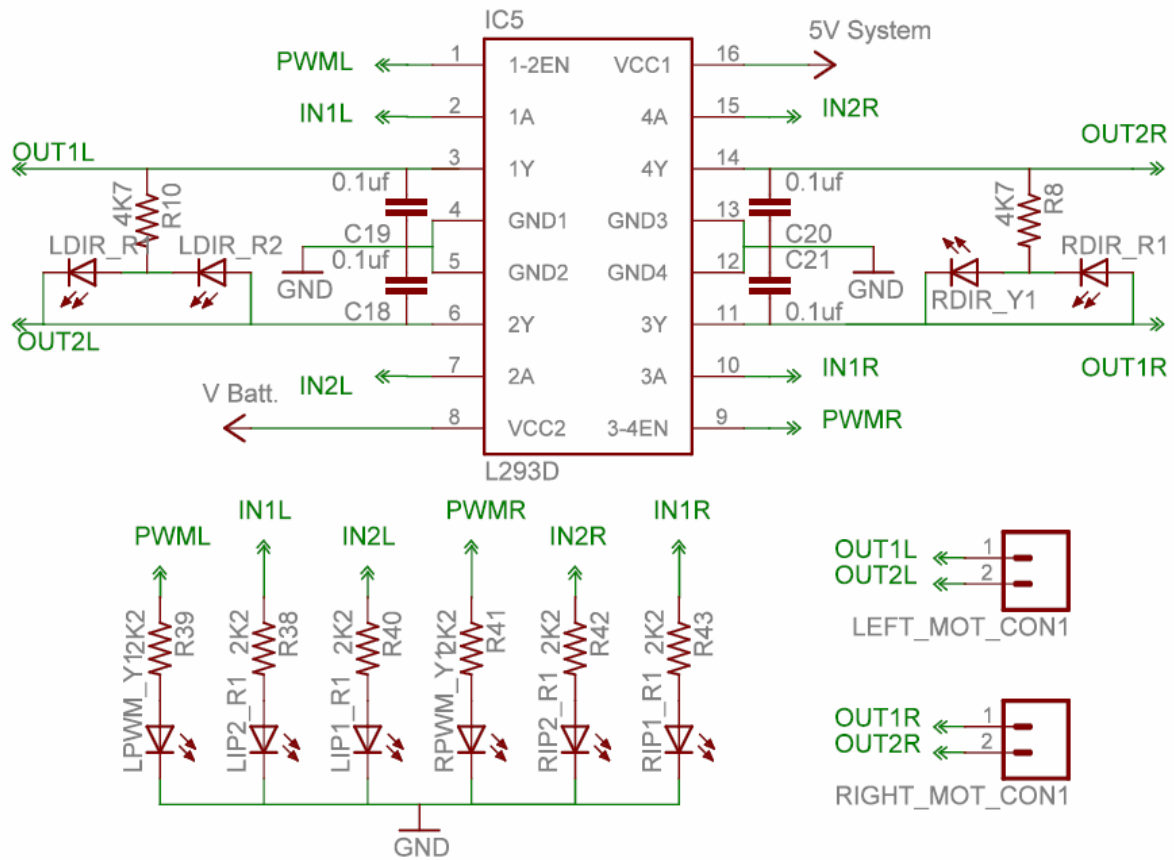 IC5
5V System
PWML 1 1-2EN VCC1 16
IN1L 2 1A 4A 15 IN2R
OUT1L 3 1Y 4Y 14 OUT2R
4K7 R10 0.1uf 0.1uf 4K7 R8
4 GND1 GND3 13
LDIR_R1 LDIR_R2 C19 C20 RDIR_R1
GND 0.1uf 5 GND2 GND4 12 C21 GND RDIR_Y1
C18 0.1uf
OUT2L 6 2Y 3Y 11 OUT1R
IN2L 7 2A 3A 10 IN1R
V Batt. 8 VCC2 3-4EN 9 PWMR
L293D
PWML IN1L IN2L PWMR IN2R IN1R
2K2 R39 2K2 R38 2K2 R40 2K2 R41 2K2 R42 2K2 R43
LPWM_Y1 LIP2_R1 LIP1_R1 RPWM_Y1 RIP2_R1 RIP1_R1
GND
OUT1L 1
OUT2L 2
LEFT_MOT_CON1
OUT1R 1
OUT2R 2
RIGHT_MOT_CON1